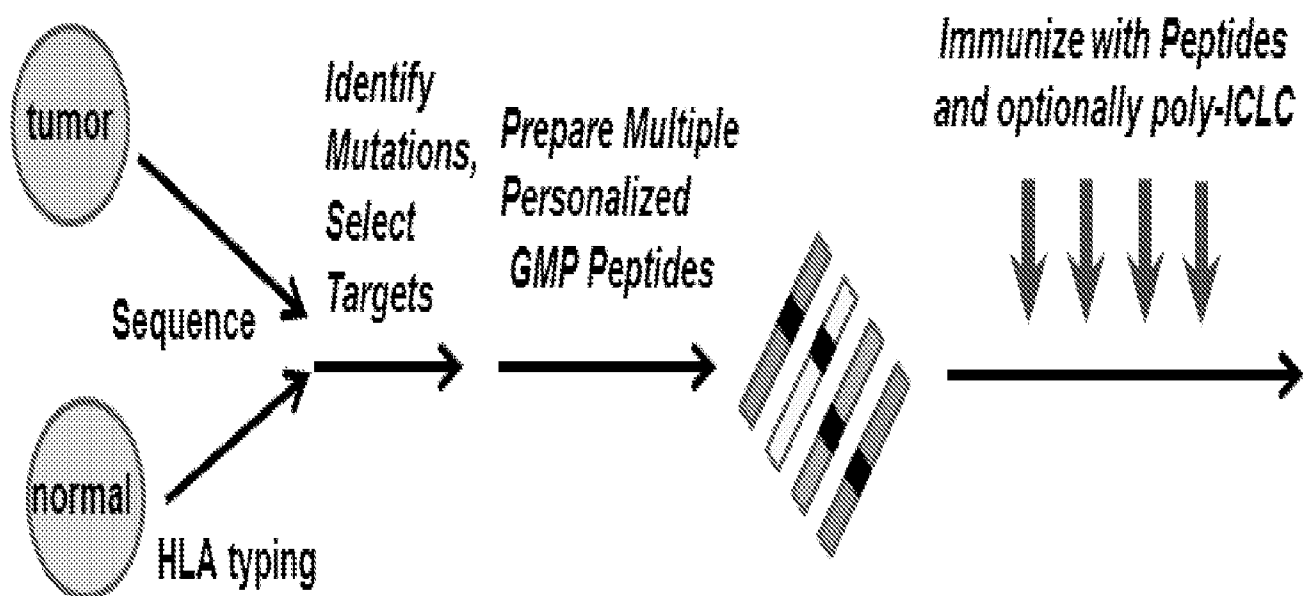 tumor
Sequence
normal
HLA typing
Identify
Mutations,
Select
Targets
Prepare Multiple
Personalized
GMP Peptides
Immunize with Peptides
and optionally poly-ICLC